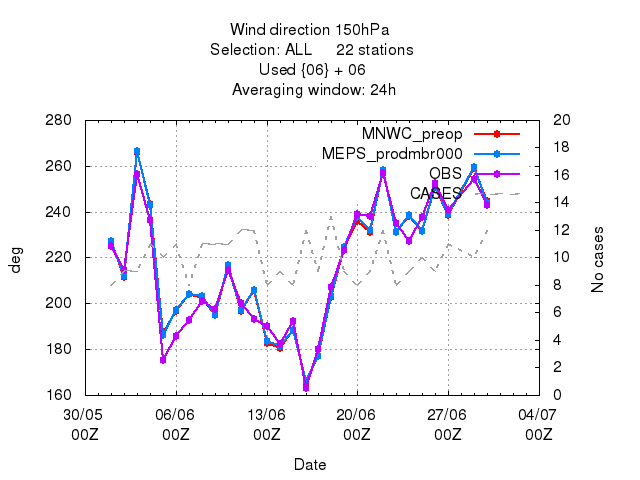 Wind direction 150hPa
Selection: ALL 22 stations
Used {06} + 06
Averaging window: 24h
MNWC_preop
MEPS_prodmbr000
OBS
CASES
deg
280
260
240
220
200
180
160
No cases
20
18
16
14
12
10
8
6
4
2
0
30/05 06/06 13/06 20/06 27/06 04/07
00Z 00Z 00Z 00Z 00Z 00Z
Date